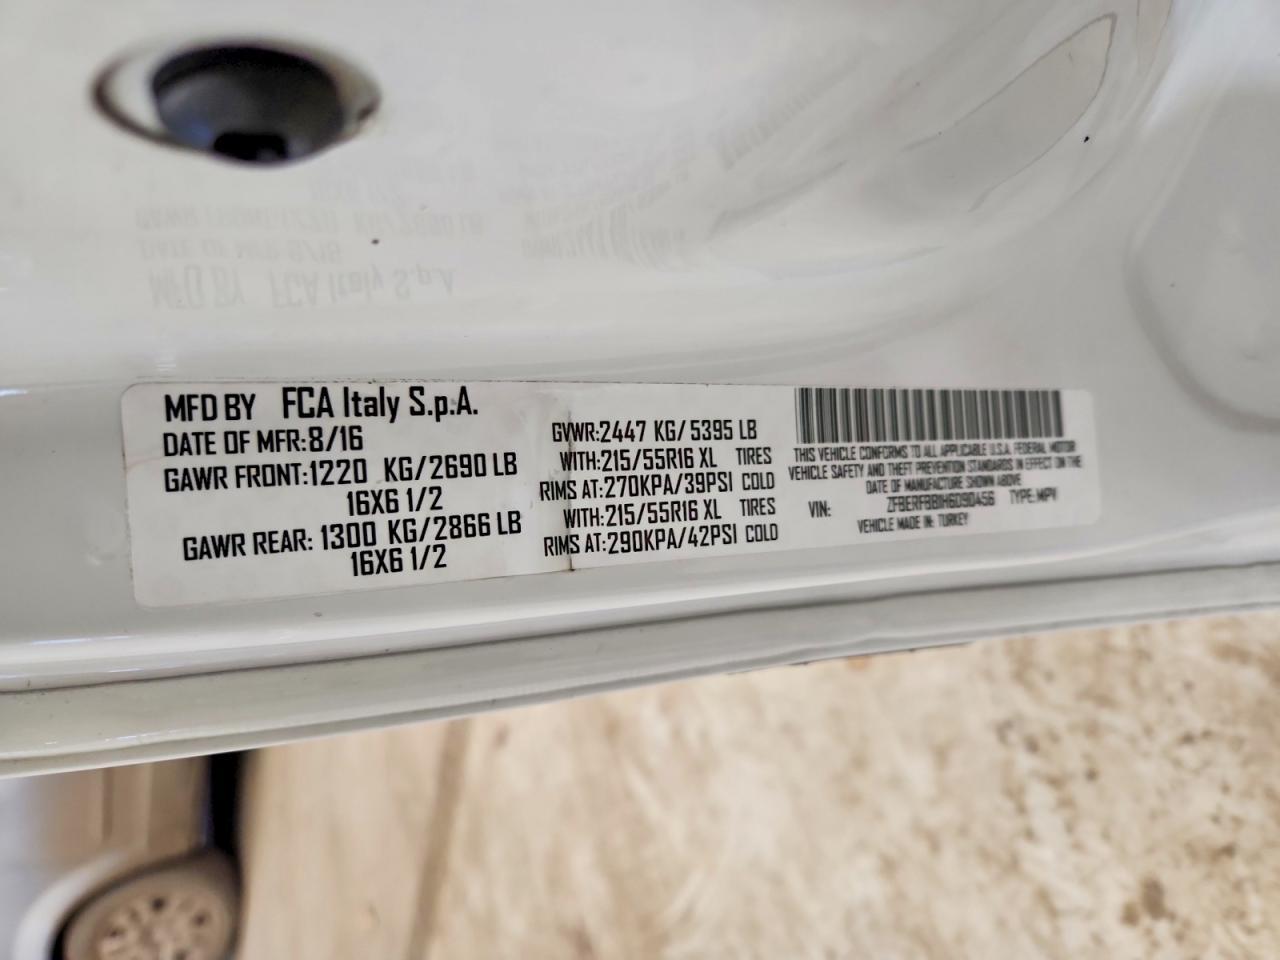 MFD BY FCA Italy S.p.A.
DATE OF MFR:8/16
GAWR FRONT:1220 KG/2690 LB
16X6 1/2
GAWR REAR: 1300 KG/2866 LB
16X6 1/2
GVWR:2447 KG/5395 LB
WITH:215/55R16 XL TIRES
RIMS AT:270KPA/39PSI COLD
WITH:215/55R16 XL TIRES
RIMS AT:290KPA/42PSI COLD
THIS VEHICLE CONFORMS TO ALL APPLICABLE U.S.A. FEDERAL MOTOR
VEHICLE SAFETY AND THEFT PREVENTION STANDARDS IN EFFECT ON THE
DATE OF MANUFACTURE SHOWN ABOVE
VIN: ZFBERFBB1H6D90456 TYPE: MPV
VEHICLE MADE IN: TURKEY